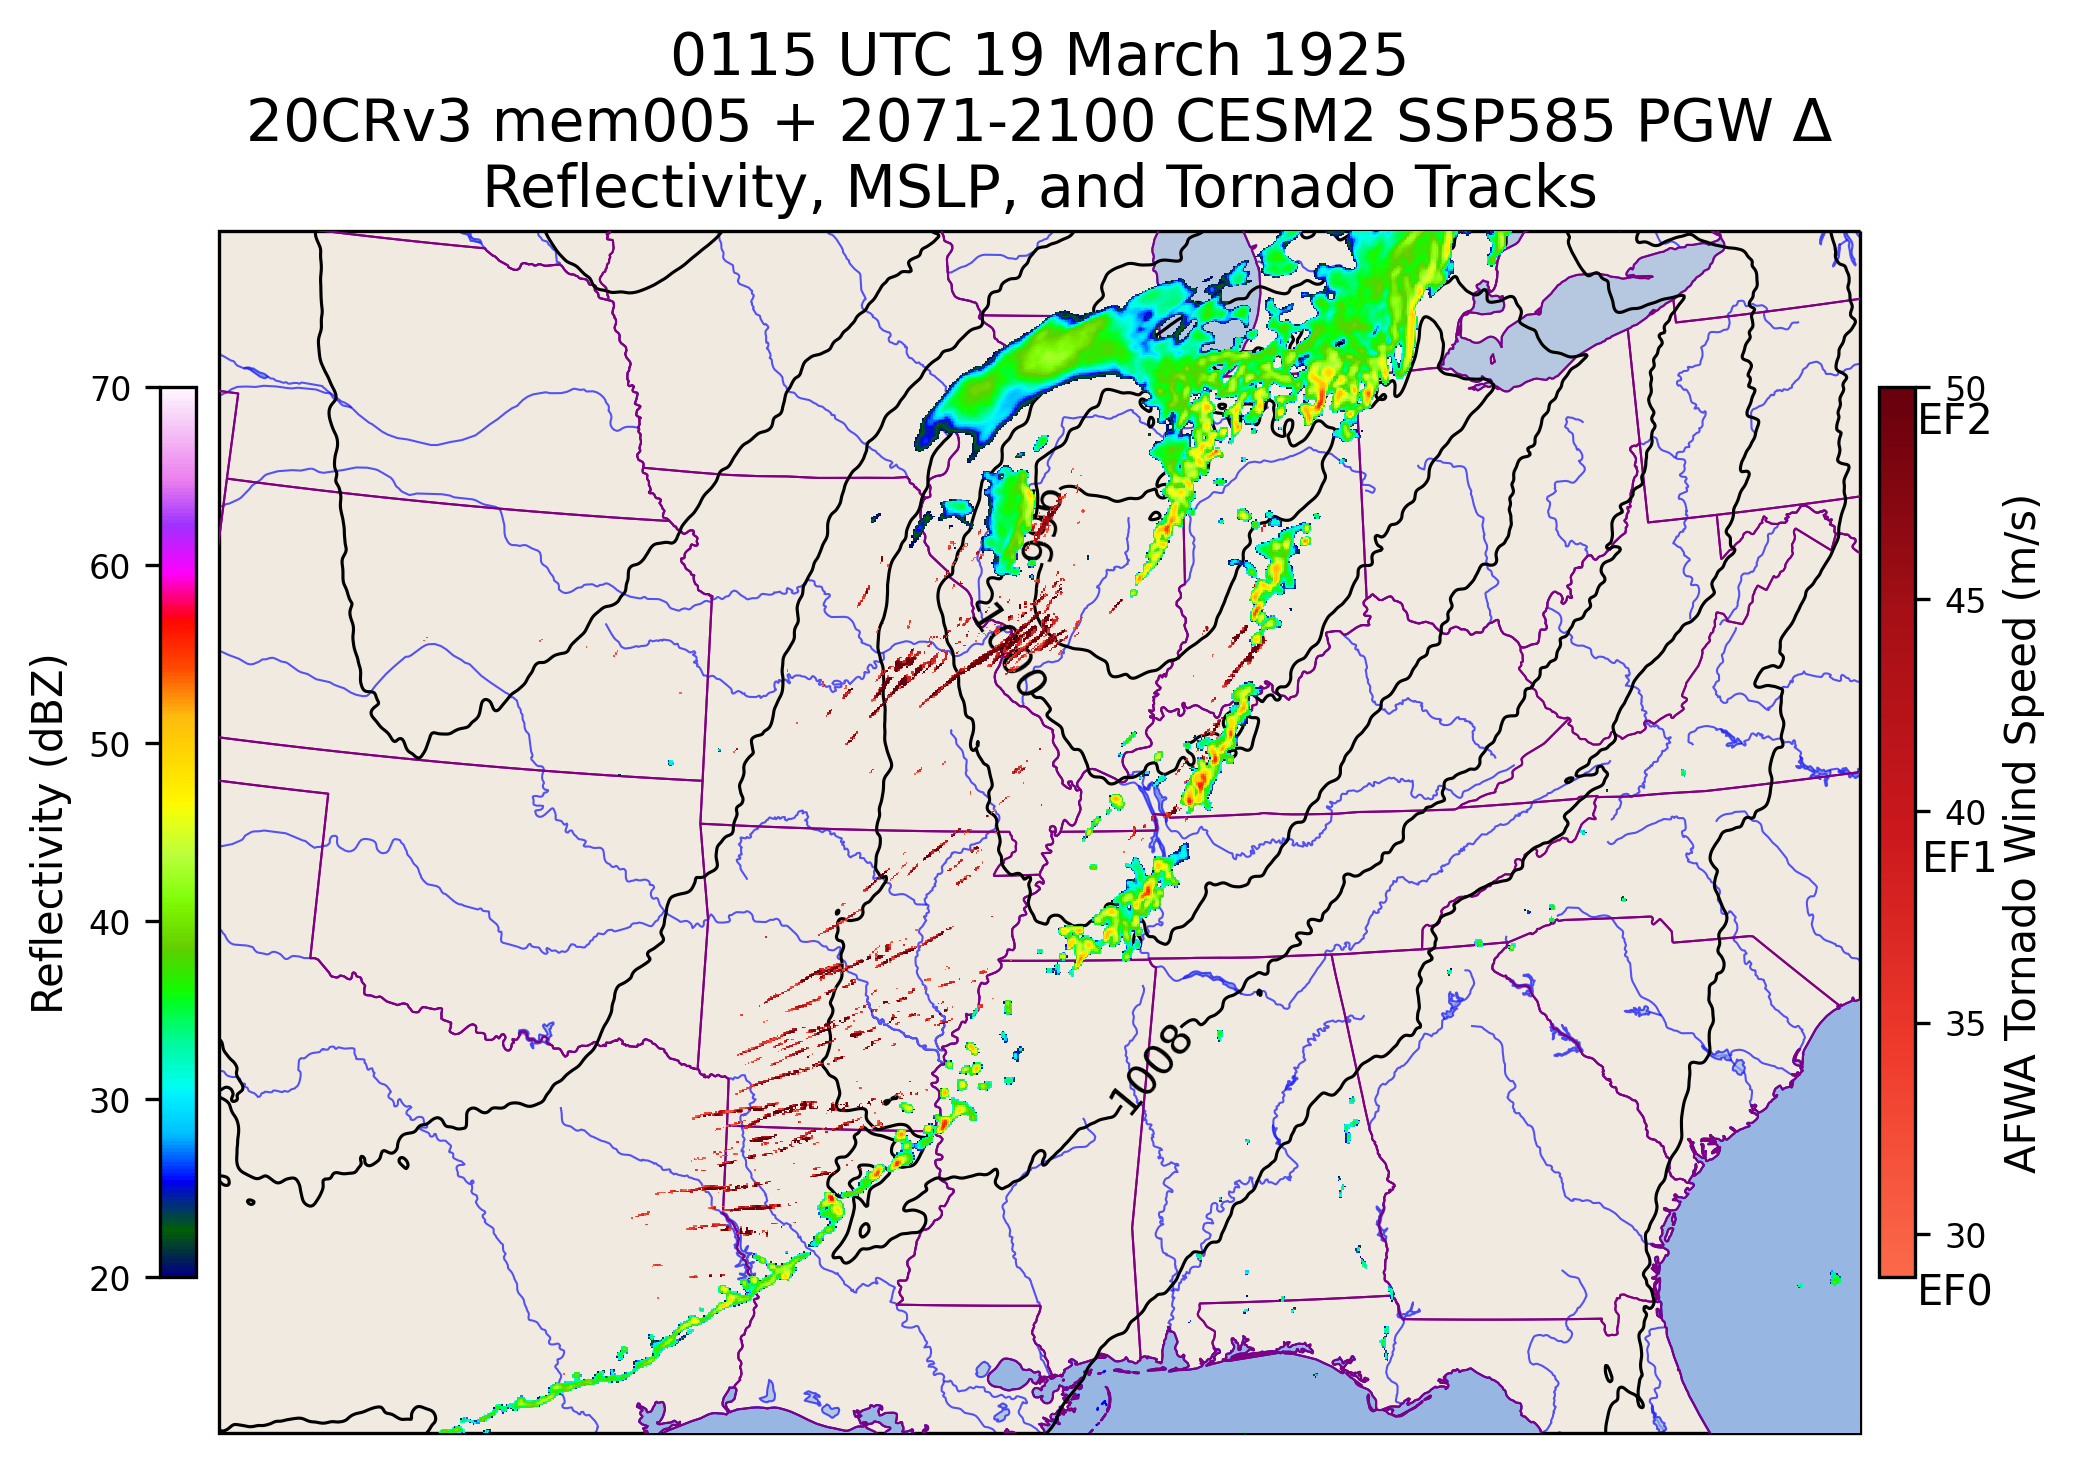 0115 UTC 19 March 1925
20CRv3 mem005 + 2071-2100 CESM2 SSP585 PGW Δ
Reflectivity, MSLP, and Tornado Tracks
70
60
50
40
30
20
Reflectivity (dBZ)
996
1000
1008
50
EF2
45
40
EF1
35
30
EF0
AFWA Tornado Wind Speed (m/s)